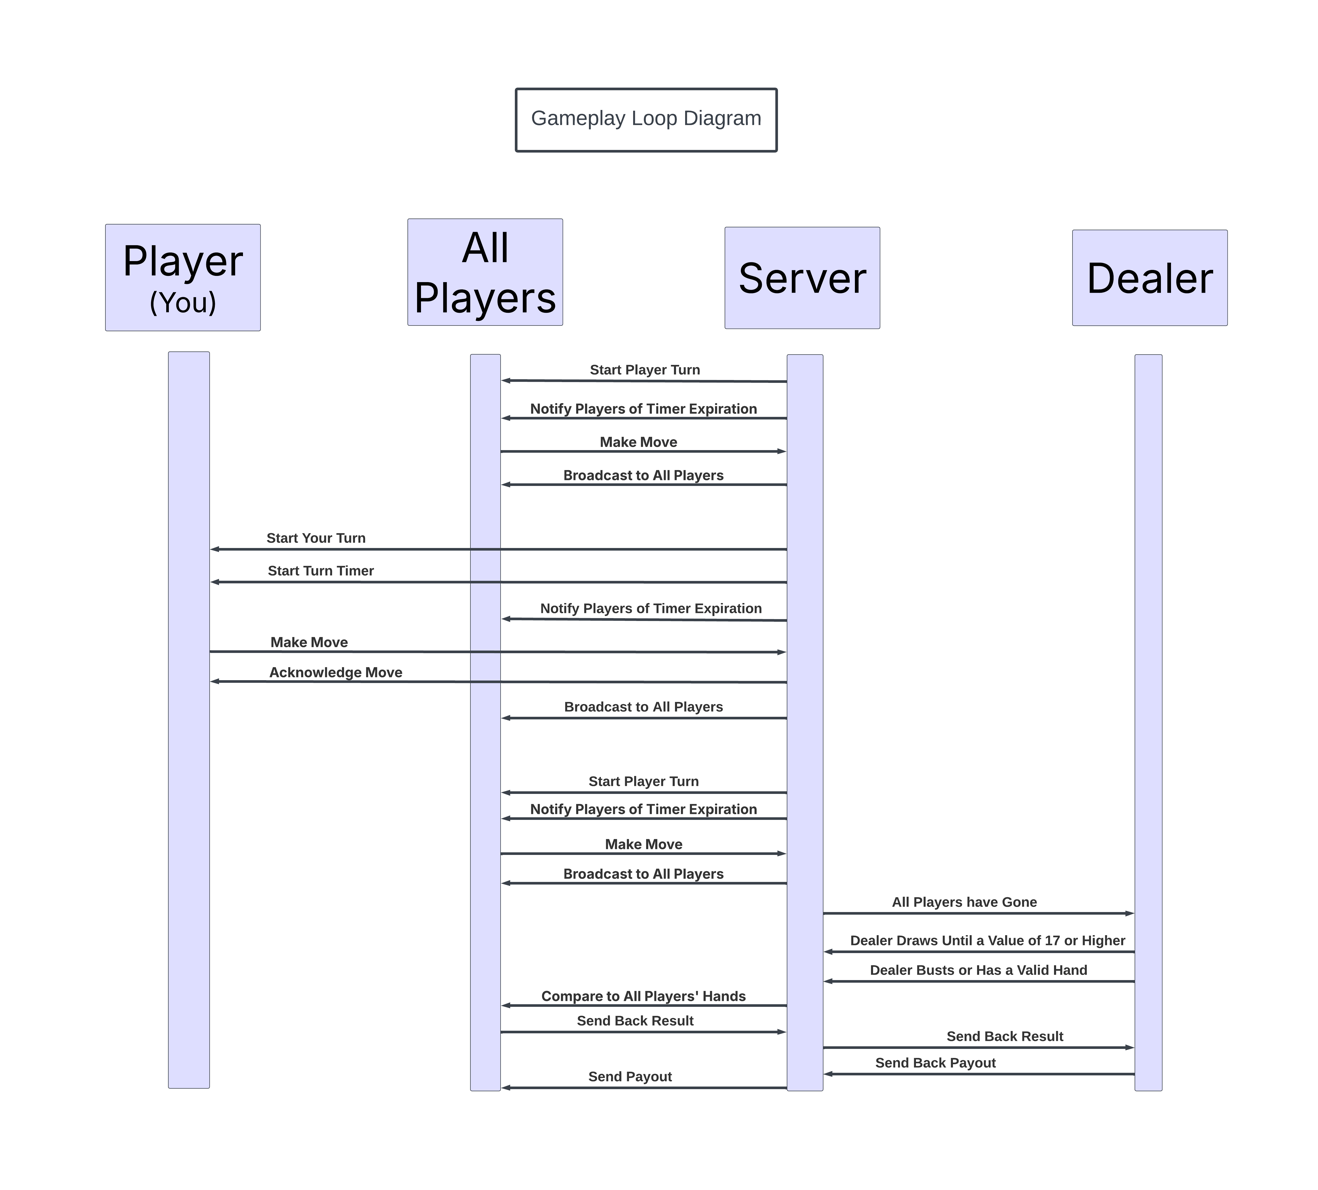 Gameplay Loop Diagram
Player
(You)
All
Players
Server
Dealer
Start Player Turn
Notify Players of Timer Expiration
Make Move
Broadcast to All Players
Start Your Turn
Start Turn Timer
Notify Players of Timer Expiration
Make Move
Acknowledge Move
Broadcast to All Players
Start Player Turn
Notify Players of Timer Expiration
Make Move
Broadcast to All Players
All Players have Gone
Dealer Draws Until a Value of 17 or Higher
Dealer Busts or Has a Valid Hand
Compare to All Players' Hands
Send Back Result
Send Back Result
Send Back Payout
Send Payout